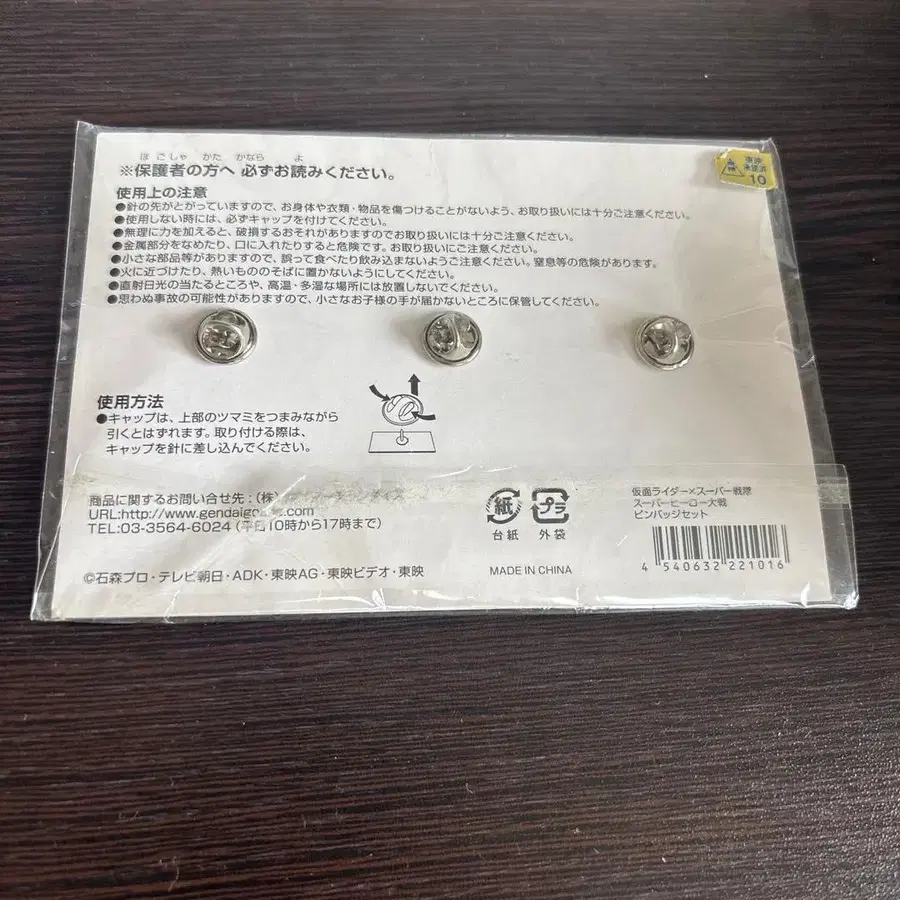 ほごしゃ かた かなら よ
※保護者の方へ 必ずお読みください。
10
使用上の注意
●針の先がとがっていますので、お身体や衣類・物品を傷つけることがないよう、お取り扱いには十分ご注意ください。
●使用しない時には、必ずキャップを付けてください。
●無理に力を加えると、破損するおそれがありますのでお取り扱いには十分ご注意ください。
●金属部分をなめたり、口に入れたりすると危険です。お取り扱いにご注意ください。
●小さな部品等がありますので、誤って食べたり飲み込まないようご注意ください。窒息等の危険があります。
●火に近づけたり、熱いもののそばに置かないようにしてください。
●直射日光の当たるところや、高温・多湿な場所には放置しないでください。
●思わぬ事故の可能性がありますので、小さなお子様の手が届かないところに保管してください。
使用方法
●キャップは、上部のツマミをつまみながら
引くとはずれます。取り付ける際は、
キャップを針に差し込んでください。
商品に関するお問い合せ先:(株)
URL:http://www.gendaig
TEL:03-3564-6024 (平日10時から17時まで)
©石森プロ・テレビ朝日・ADK・東映AG・東映ビデオ・東映
紙
台紙
プラ
外袋
MADE IN CHINA
仮面ライダー×スーパー戦隊
スーパーヒーロー大戦
ピンバッジセット
4 540632 221016